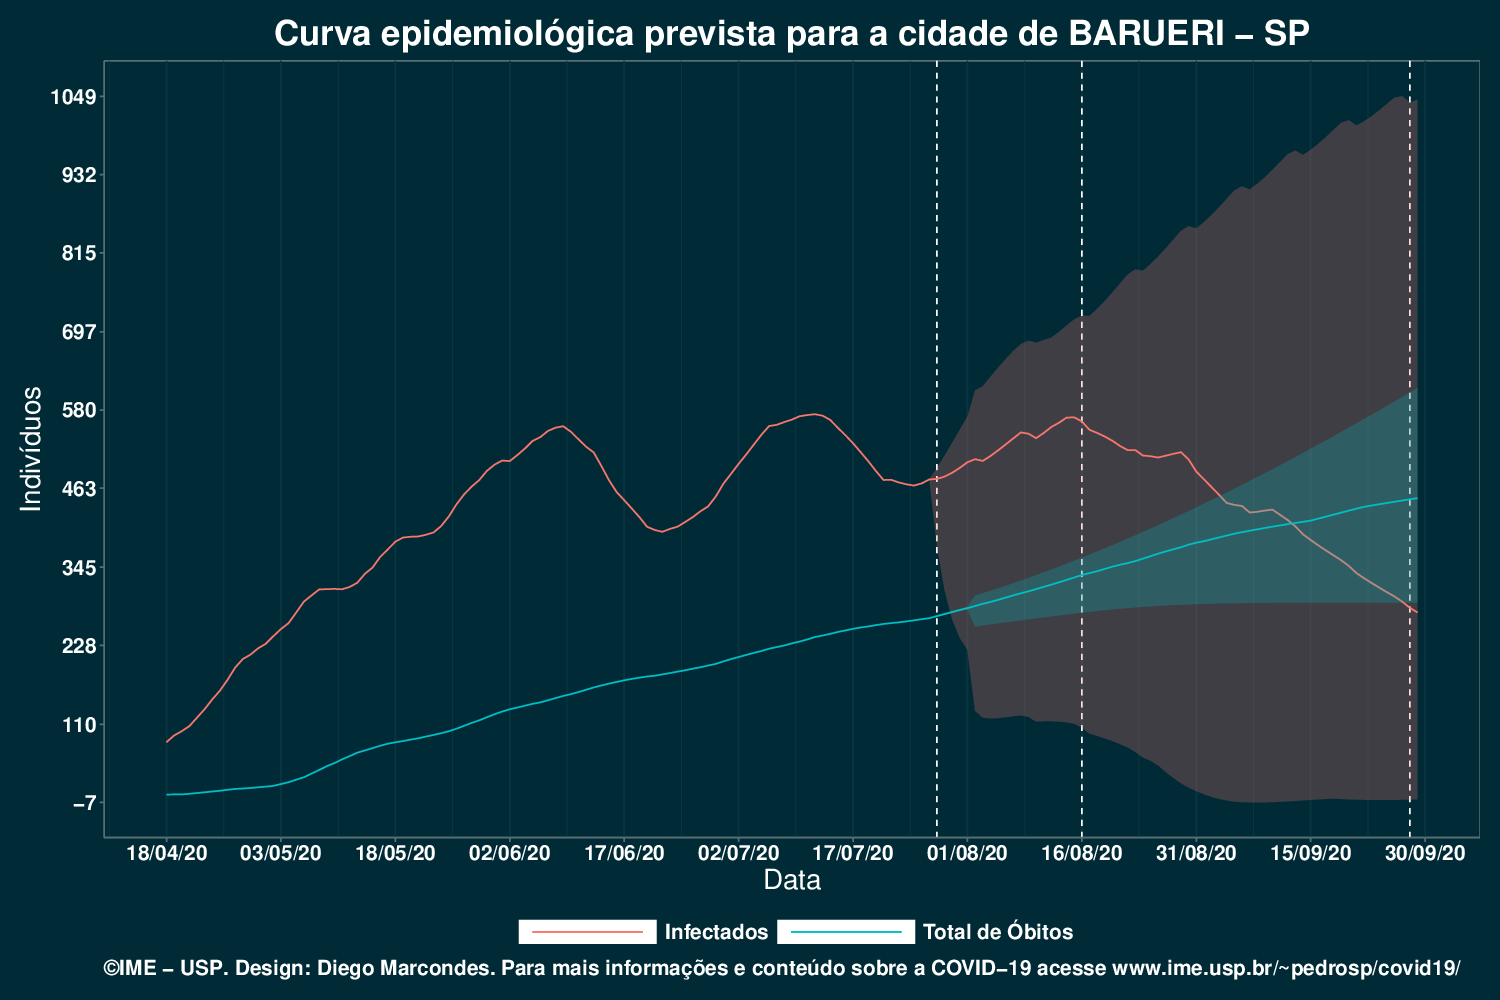 Curva epidemiológica prevista para a cidade de BARUERI – SP
Indivíduos
1049
932
815
697
580
463
345
228
110
–7
18/04/20 03/05/20 18/05/20 02/06/20 17/06/20 02/07/20 17/07/20 01/08/20 16/08/20 31/08/20 15/09/20 30/09/20
Data
Infectados Total de Óbitos
©IME – USP. Design: Diego Marcondes. Para mais informações e conteúdo sobre a COVID–19 acesse www.ime.usp.br/~pedrosp/covid19/